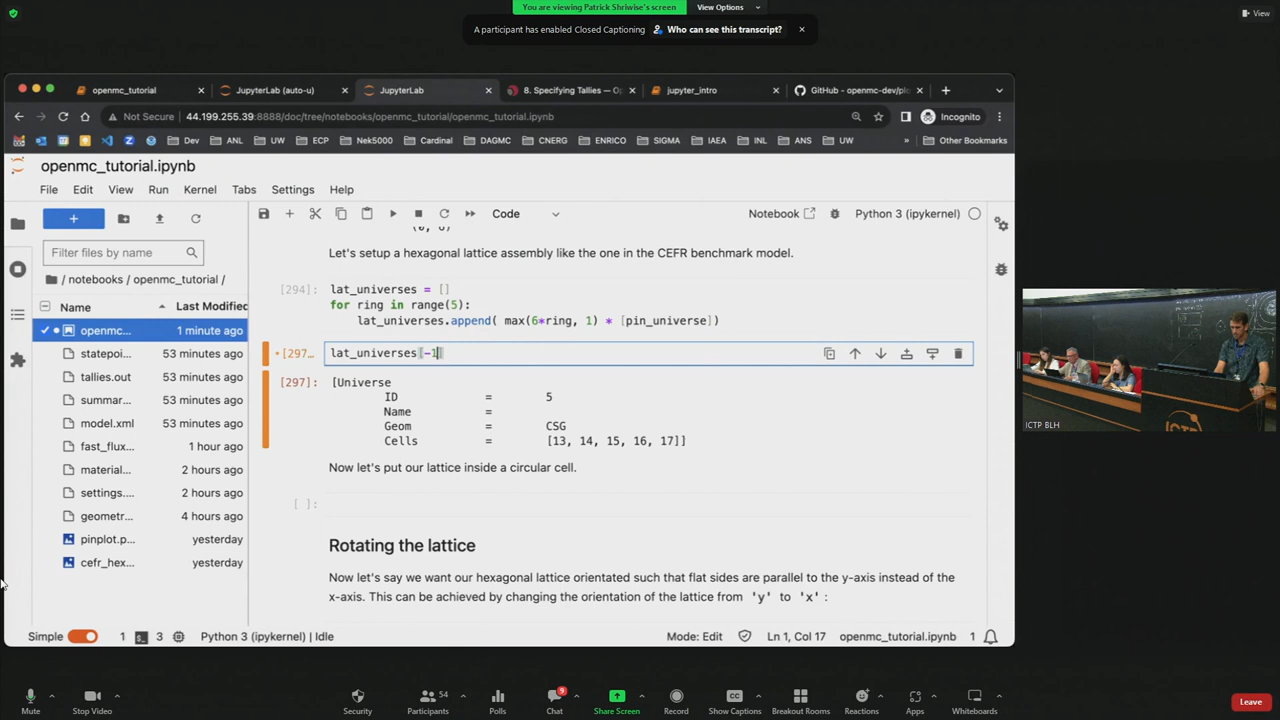 You are viewing Patrick Shriwise's screen
View Options
View
A participant has enabled Closed Captioning
Who can see this transcript?
openmc_tutorial
JupyterLab (auto-u)
JupyterLab
8. Specifying Tallies — Op
jupyter_intro
GitHub - openmc-dev/plo
Not Secure
44.199.255.39:8888/doc/tree/notebooks/openmc_tutorial/openmc_tutorial.ipynb
Incognito
Dev
ANL
UW
ECP
Nek5000
Cardinal
DAGMC
CNERG
ENRICO
SIGMA
IAEA
INL
ANS
UW
»
Other Bookmarks
openmc_tutorial.ipynb
File Edit View Run Kernel Tabs Settings Help
Code
Notebook
Python 3 (ipykernel)
Filter files by name
/ notebooks / openmc_tutorial /
Name
Last Modified
openmc... 1 minute ago
statepoi... 53 minutes ago
tallies.out 53 minutes ago
summar... 53 minutes ago
model.xml 53 minutes ago
fast_flux... 1 hour ago
material... 2 hours ago
settings.... 2 hours ago
geometr... 4 hours ago
pinplot.p... yesterday
cefr_hex... yesterday
Let's setup a hexagonal lattice assembly like the one in the CEFR benchmark model.
[294]: lat_universes = []
for ring in range(5):
lat_universes.append( max(6*ring, 1) * [pin_universe])
[297... lat_universes[-1]
[297]: [Universe
ID = 5
Name =
Geom = CSG
Cells = [13, 14, 15, 16, 17]]
Now let's put our lattice inside a circular cell.
[ ]:
Rotating the lattice
Now let's say we want our hexagonal lattice orientated such that flat sides are parallel to the y-axis instead of the
x-axis. This can be achieved by changing the orientation of the lattice from 'y' to 'x' :
Simple
1
3
Python 3 (ipykernel) | Idle
Mode: Edit
Ln 1, Col 17
openmc_tutorial.ipynb
1
ICTP
ICTP BLH
Mute
Stop Video
Security
Participants
54
Polls
Chat
9
Share Screen
Record
Show Captions
Breakout Rooms
Reactions
Apps
Whiteboards
Leave